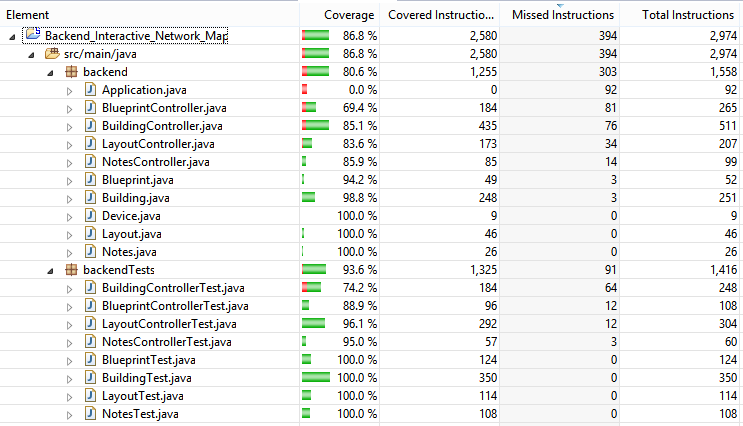 Element Coverage Covered Instructio... Missed Instructions Total Instructions
Backend_Interactive_Network_Map 86.8 % 2,580 394 2,974
src/main/java 86.8 % 2,580 394 2,974
backend 80.6 % 1,255 303 1,558
Application.java 0.0 % 0 92 92
BlueprintController.java 69.4 % 184 81 265
BuildingController.java 85.1 % 435 76 511
LayoutController.java 83.6 % 173 34 207
NotesController.java 85.9 % 85 14 99
Blueprint.java 94.2 % 49 3 52
Building.java 98.8 % 248 3 251
Device.java 100.0 % 9 0 9
Layout.java 100.0 % 46 0 46
Notes.java 100.0 % 26 0 26
backendTests 93.6 % 1,325 91 1,416
BuildingControllerTest.java 74.2 % 184 64 248
BlueprintControllerTest.java 88.9 % 96 12 108
LayoutControllerTest.java 96.1 % 292 12 304
NotesControllerTest.java 95.0 % 57 3 60
BlueprintTest.java 100.0 % 124 0 124
BuildingTest.java 100.0 % 350 0 350
LayoutTest.java 100.0 % 114 0 114
NotesTest.java 100.0 % 108 0 108